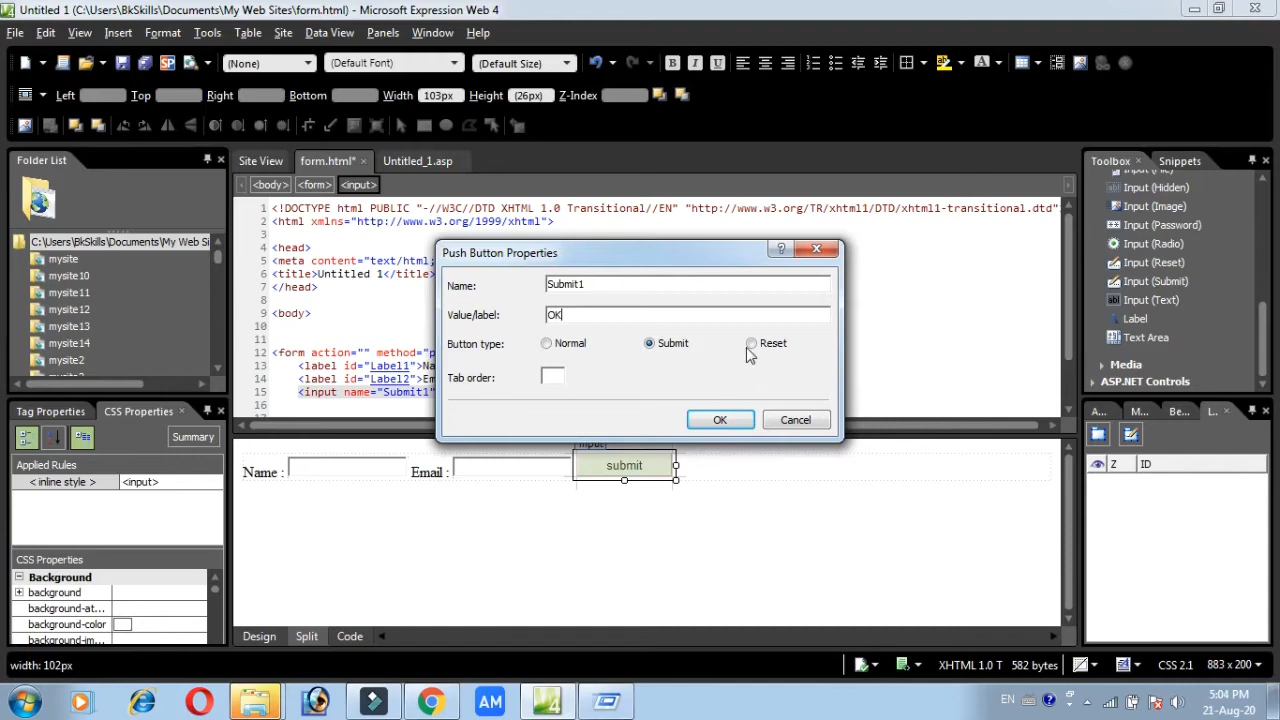 Untitled 1 (C:\Users\BkSkills\Documents\My Web Sites\form.html) - Microsoft Expression Web 4
File Edit View Insert Format Tools Table Site Data View Panels Window Help
(None) (Default Font) (Default Size) B I U A
Left Top Right Bottom Width 103px Height (26px) Z-Index
Folder List
C:\Users\BkSkills\Documents\My Web Si
mysite
mysite10
mysite11
mysite12
mysite13
mysite14
mysite2
Site View form.html* Untitled_1.asp
<body> <form> <input>
1 <!DOCTYPE html PUBLIC "-//W3C//DTD XHTML 1.0 Transitional//EN" "http://www.w3.org/TR/xhtml1/DTD/xhtml1-transitional.dtd"
2 <html xmlns="http://www.w3.org/1999/xhtml">
3
4 <head>
5 <meta content="text/html;
6 <title>Untitled 1</title>
7 </head>
8
9 <body>
10
11
12 <form action="" method="p
13 <label id="Label1">Na
14 <label id="Label2">Em
15 <input name="Submit1"
16
Push Button Properties
Name: Submit1
Value/label: OK
Button type: Normal Submit Reset
Tab order:
OK Cancel
Name : Email : submit
Design Split Code
Toolbox Snippets
Input (File)
Input (Hidden)
Input (Image)
Input (Password)
Input (Radio)
Input (Reset)
Input (Submit)
Input (Text)
Label
Text Area
Media
ASP.NET Controls
A... M... Be... L...
Z ID
Tag Properties CSS Properties
Summary
Applied Rules
< inline style > <input>
CSS Properties
Background
background
background-at...
background-color
background-im...
width: 102px
XHTML 1.0 T 582 bytes CSS 2.1 883 x 200
AM
EN
5:04 PM
21-Aug-20